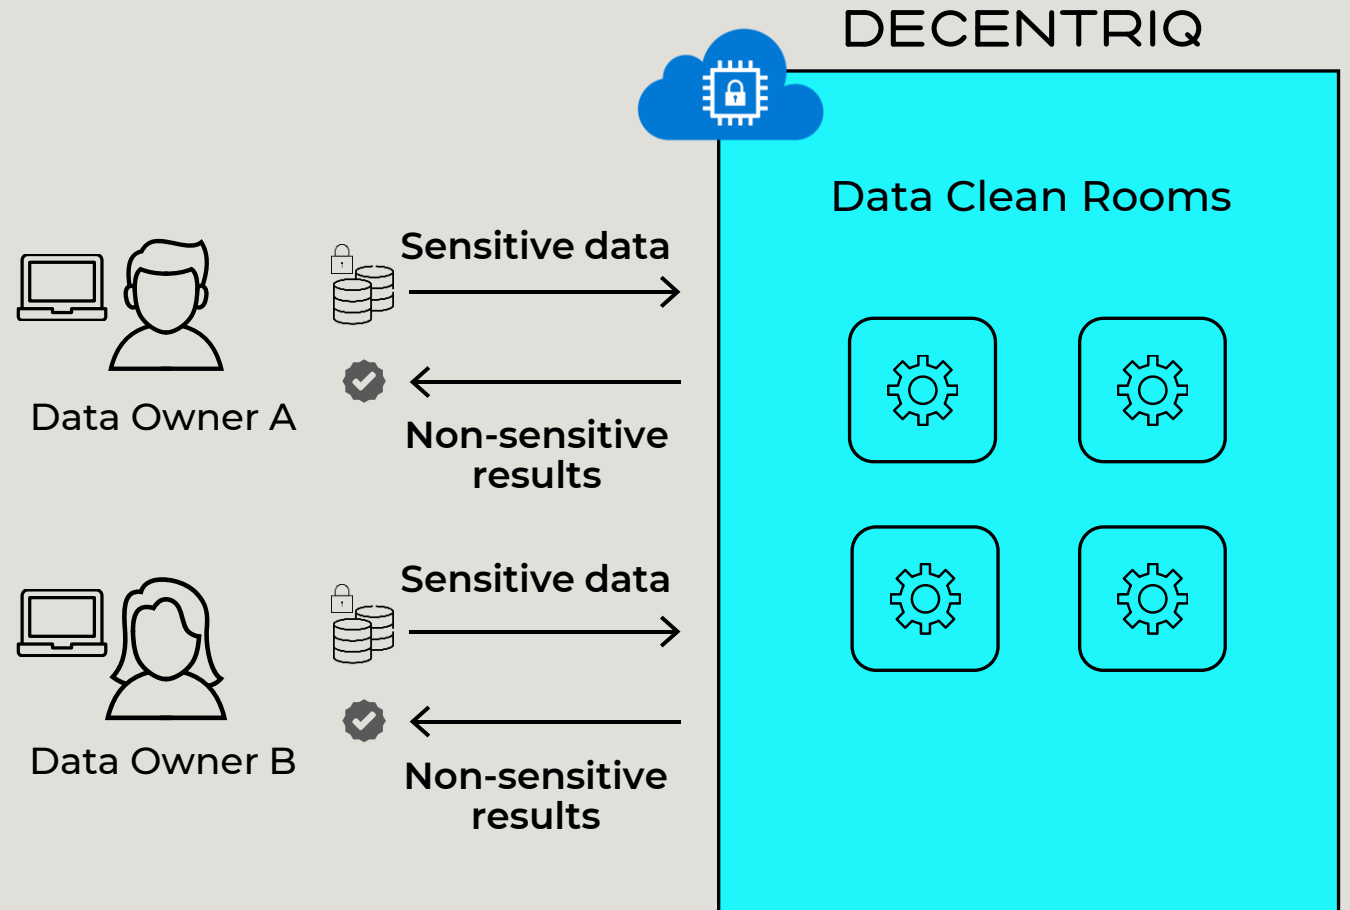 DECENTRIQ
Data Clean Rooms
Sensitive data
Data Owner A
Non-sensitive
results
Sensitive data
Data Owner B
Non-sensitive
results